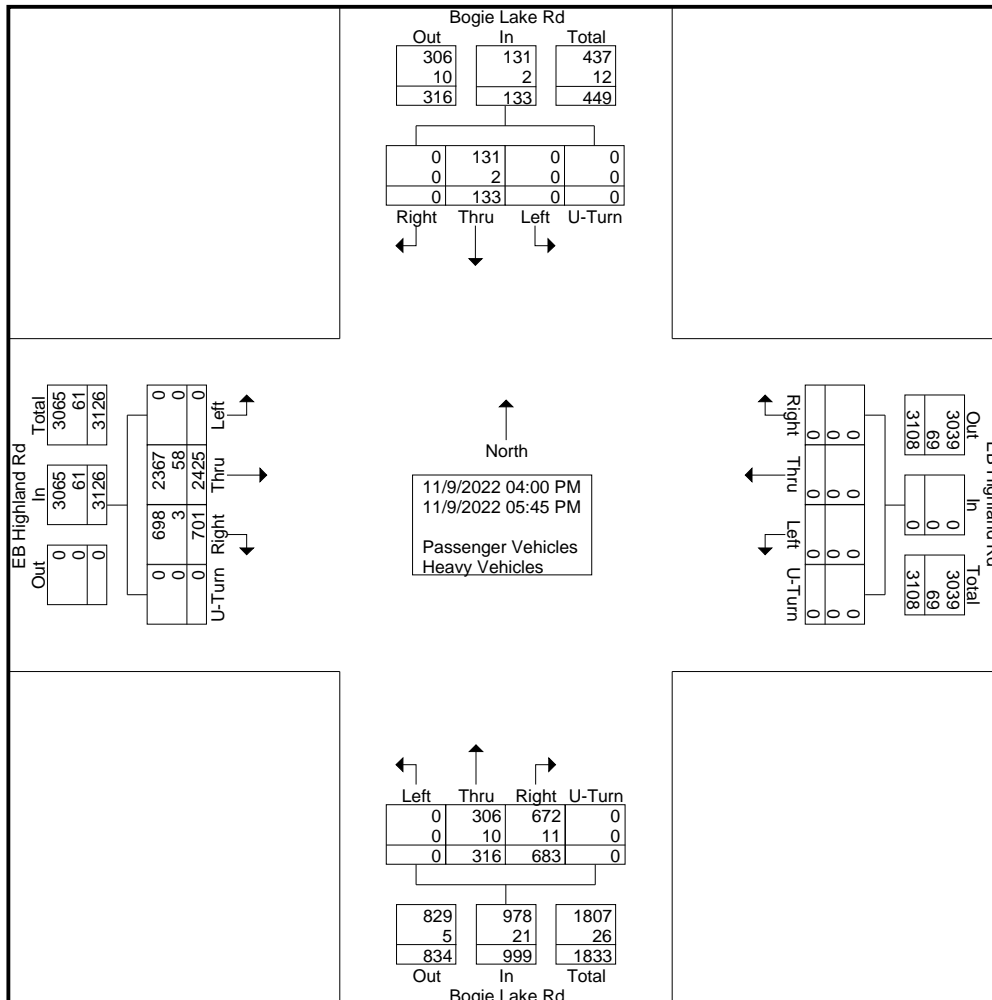 Bogie Lake Rd
Out In Total
306 131 437
10 2 12
316 133 449
0 131 0 0
0 2 0 0
0 133 0 0
Right Thru Left U-Turn
EB Highland Rd
Total In Out
3065 61 3126
3065 61 3126
0 0 0
Left Thru Right U-Turn
0 0 0
2367 58 2425
698 3 701
0 0 0
North
11/9/2022 04:00 PM
11/9/2022 05:45 PM
Passenger Vehicles
Heavy Vehicles
Right Thru Left U-Turn
0 0 0
0 0 0
0 0 0
0 0 0
EB Highland Rd
Out In Total
3039 69 3108
0 0 0
3039 69 3108
Left Thru Right U-Turn
0 306 672 0
0 10 11 0
0 316 683 0
829 978 1807
5 21 26
834 999 1833
Out In Total
Bogie Lake Rd